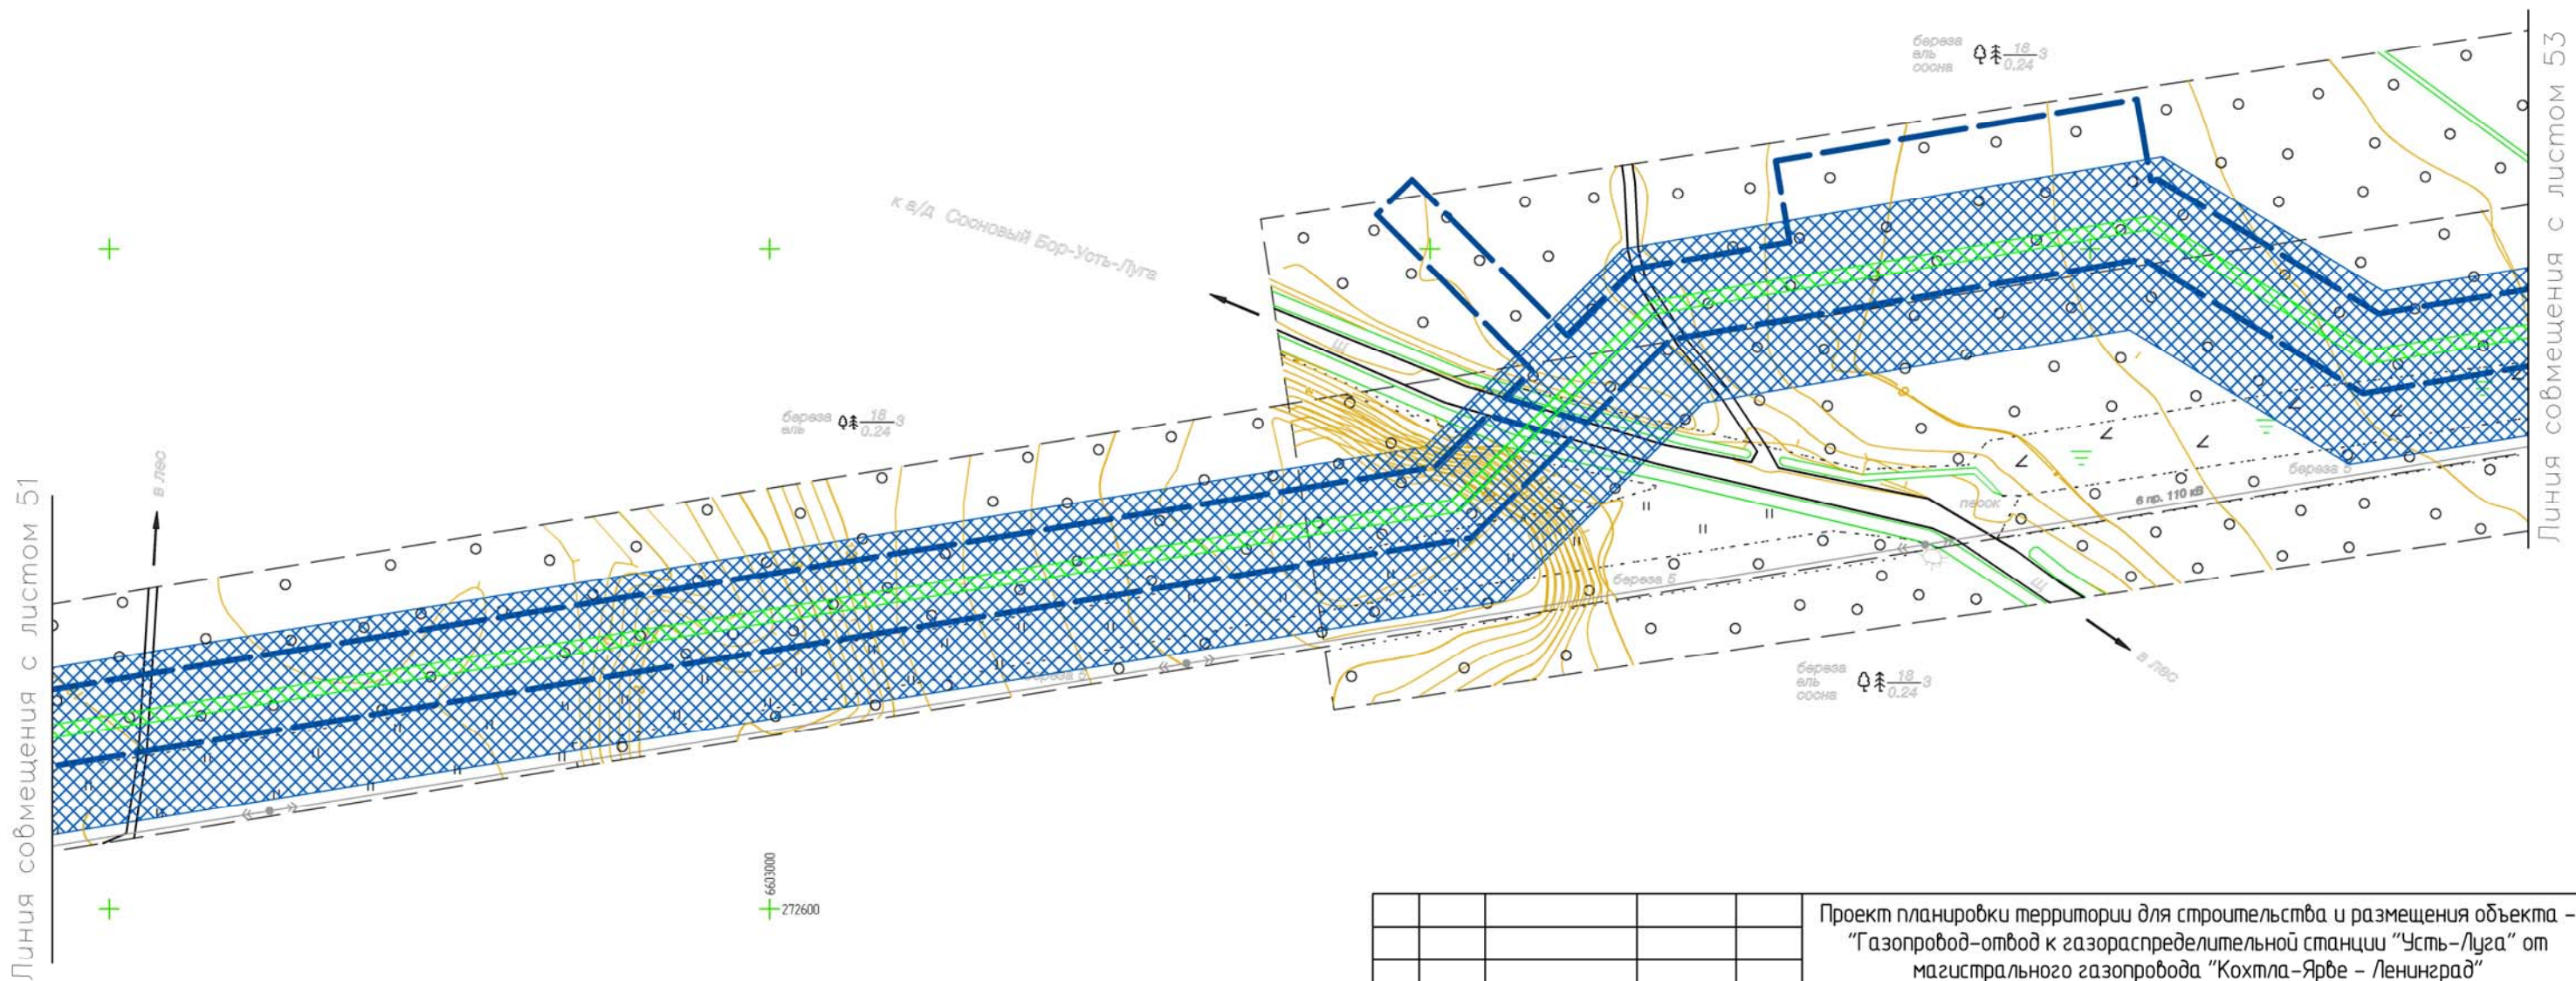 Линия совмещения с листом 51
в лес
береза
ель
18
0.24
3
к а/д Сосновый Бор-Усть-Луга
береза
ель
сосна
18
0.24
3
Линия совмещения с листом 53
Щ
береза 5
в пр. 110 кВ
песок
береза 5
Щ
в лес
береза 5
береза
ель
сосна
18
0.24
3
6603000
272600
Проект планировки территории для строительства и размещения объекта -
"Газопровод-отвод к газораспределительной станции "Усть-Луга" от
магистрального газопровода "Кохтла-Ярве - Ленинград"